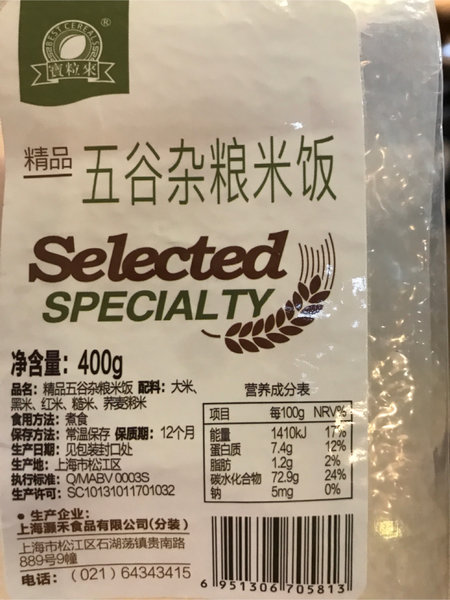 BEST CEREALS
®
寶粒來
精品 五谷杂粮米饭
Selected
SPECIALTY
净含量: 400g
品名: 精品五谷杂粮米饭 配料: 大米、
黑米、红米、糙米、荞麦粥米
食用方法: 煮食
保存方法: 常温保存 保质期: 12个月
生产日期: 见包装封口处
生产地: 上海市松江区
执行标准: Q/MABV 0003S
生产许可: SC10131011701032
营养成分表
项目 每100g NRV%
能量 1410kJ 17%
蛋白质 7.4g 12%
脂肪 1.2g 2%
碳水化合物 72.9g 24%
钠 5mg 0%
• 生产企业:
上海灏禾食品有限公司(分装)
上海市松江区石湖荡镇贵南路
889号9幢
电话: (021) 64343415
6 951306 705813